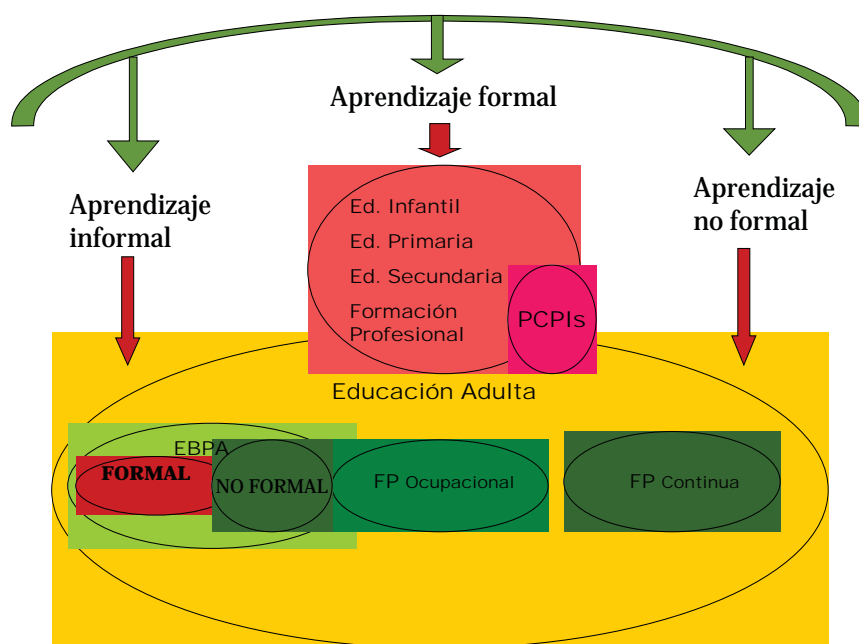 Aprendizaje formal
Aprendizaje
informal
Aprendizaje
no formal
Ed. Infantil
Ed. Primaria
Ed. Secundaria
Formación
Profesional
PCPIs
Educación Adulta
EBPA
FORMAL
NO FORMAL
FP Ocupacional
FP Continua